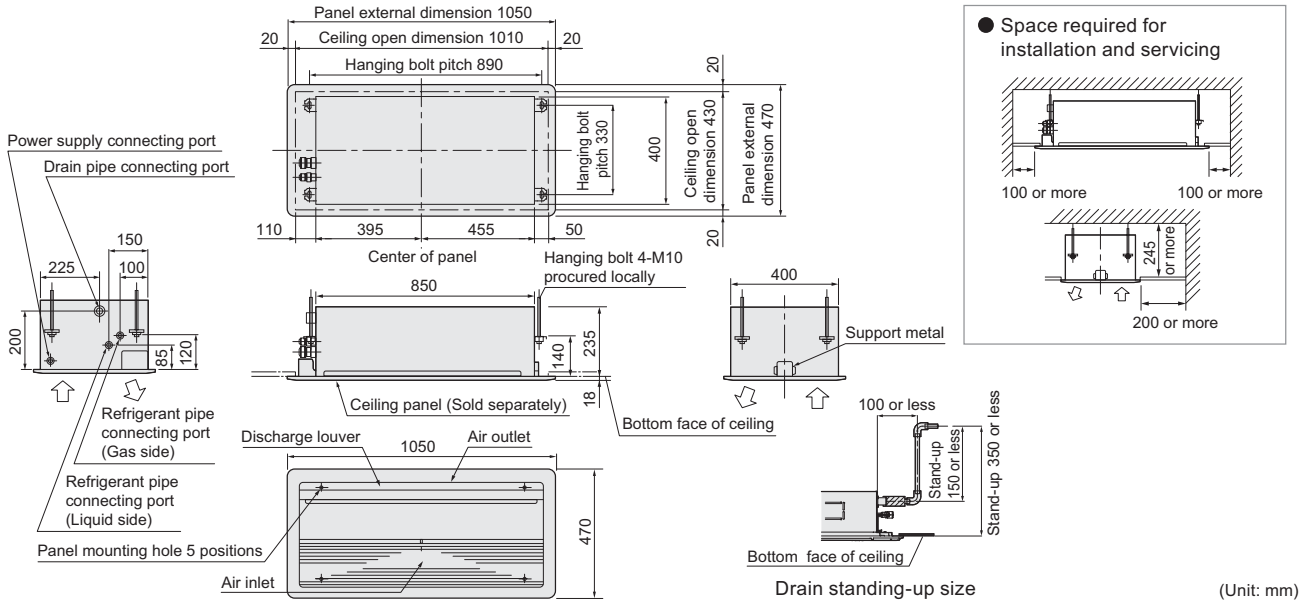 Panel external dimension 1050
20
Ceiling open dimension 1010
20
Hanging bolt pitch 890
20
Hanging bolt
pitch 330
400
Ceiling open
dimension 430
Panel external
dimension 470
20
110
395
455
50
Center of panel
Power supply connecting port
Drain pipe connecting port
150
225
100
200
85
120
Refrigerant pipe
connecting port
(Gas side)
Refrigerant pipe
connecting port
(Liquid side)
850
Hanging bolt 4-M10
procured locally
140
235
18
Ceiling panel (Sold separately)
Bottom face of ceiling
400
Support metal
Discharge louver
1050
Air outlet
470
Panel mounting hole 5 positions
Air inlet
100 or less
Stand-up
150 or less
Stand-up 350 or less
Bottom face of ceiling
Drain standing-up size
● Space required for
installation and servicing
100 or more
100 or more
245
or more
200 or more
(Unit: mm)